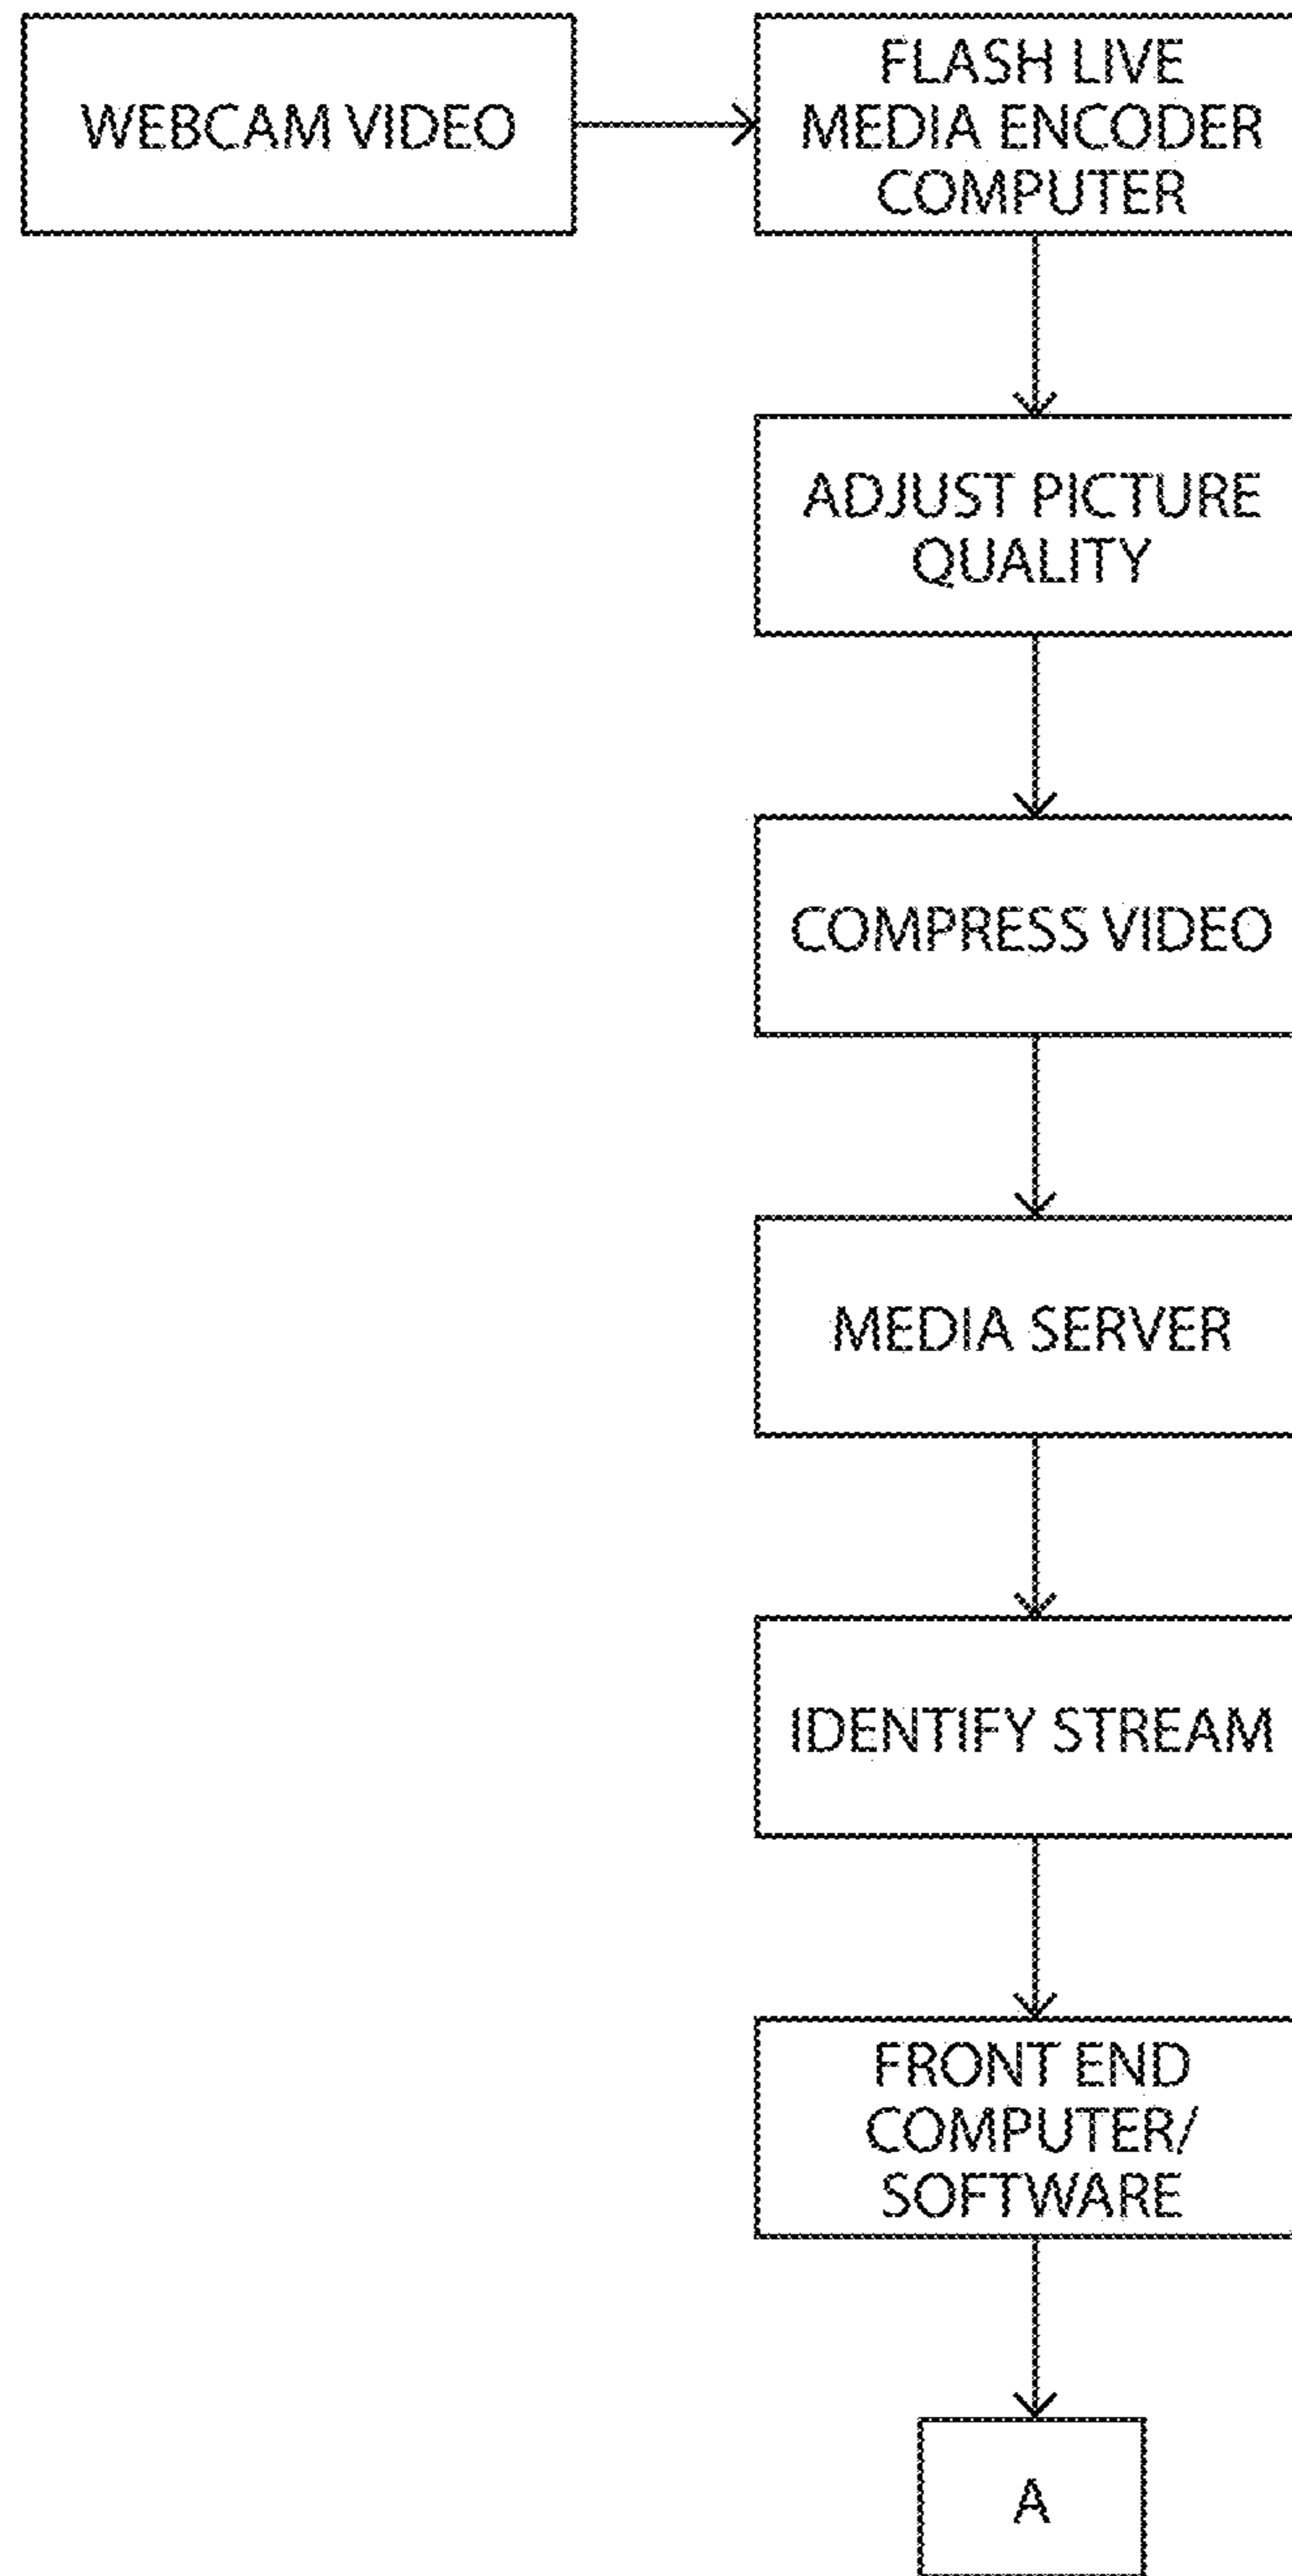 WEBCAM VIDEO
FLASH LIVE
MEDIA ENCODER
COMPUTER
ADJUST PICTURE
QUALITY
COMPRESS VIDEO
MEDIA SERVER
IDENTIFY STREAM
FRONT END
COMPUTER/
SOFTWARE
A